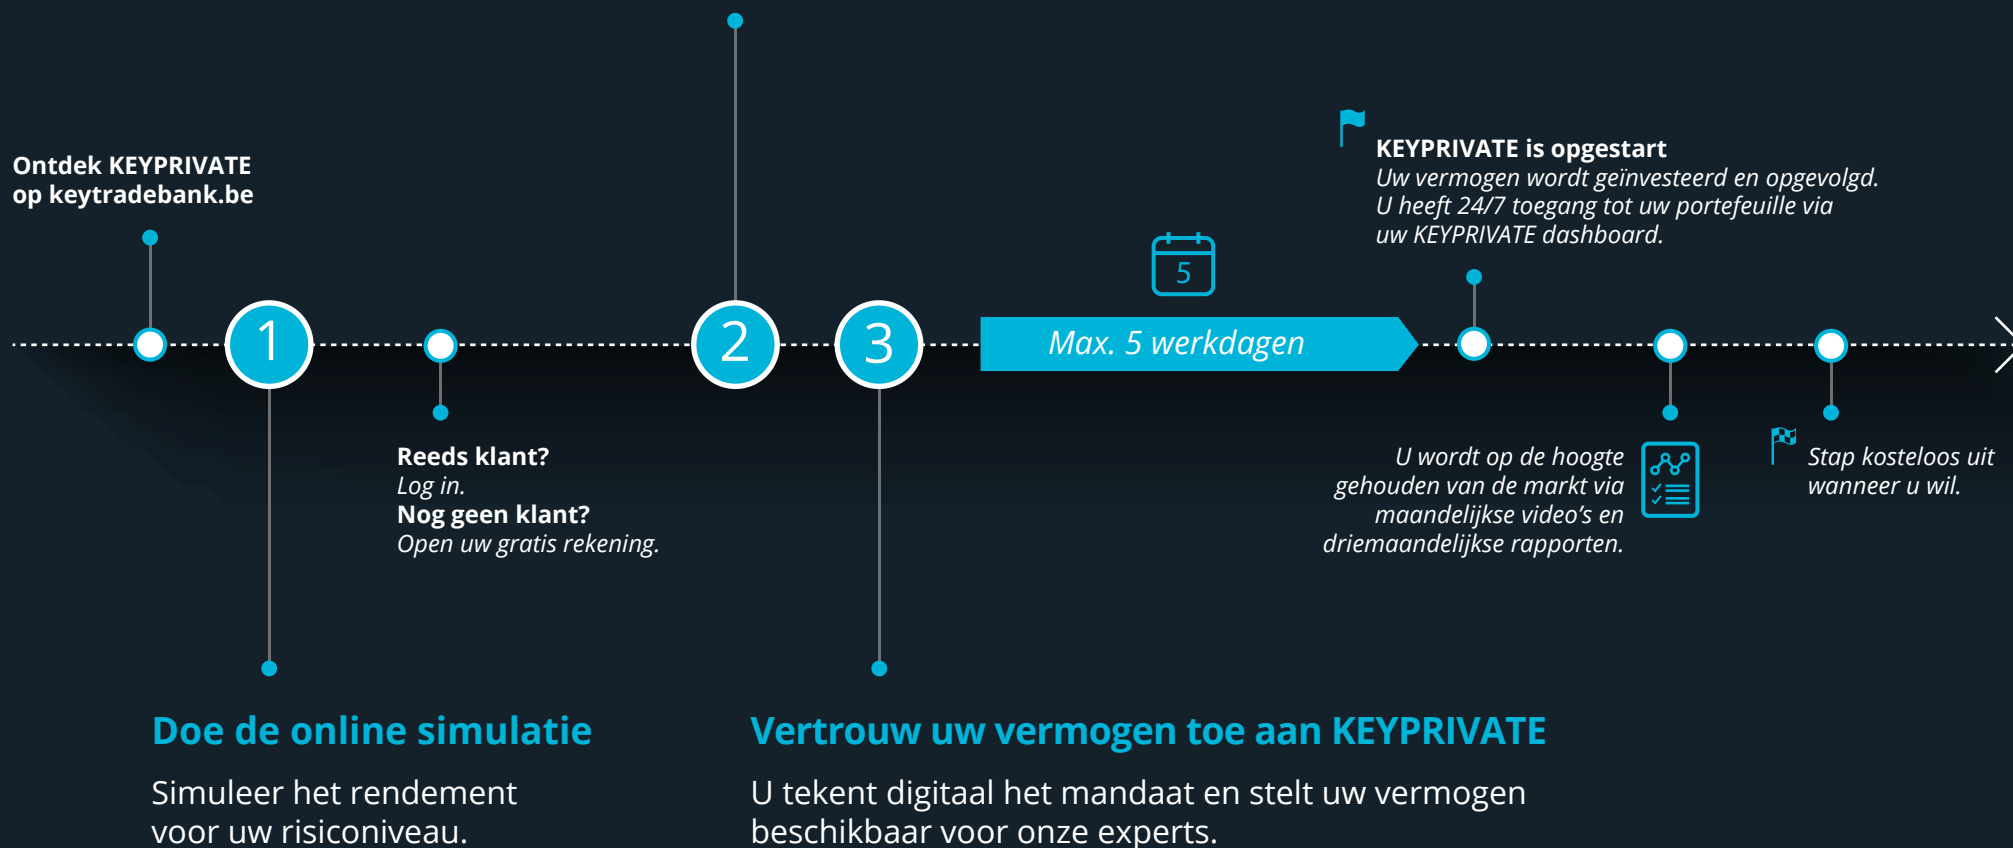 Ontdek KEYPRIVATE
op keytradebank.be
1
Reeds klant?
Log in.
Nog geen klant?
Open uw gratis rekening.
2
3
5
Max. 5 werkdagen
KEYPRIVATE is opgestart
Uw vermogen wordt geïnvesteerd en opgevolgd.
U heeft 24/7 toegang tot uw portefeuille via
uw KEYPRIVATE dashboard.
U wordt op de hoogte
gehouden van de markt via
maandelijkse video’s en
driemaandelijkse rapporten.
Stap kosteloos uit
wanneer u wil.
Doe de online simulatie
Simuleer het rendement
voor uw risiconiveau.
Vertrouw uw vermogen toe aan KEYPRIVATE
U tekent digitaal het mandaat en stelt uw vermogen
beschikbaar voor onze experts.